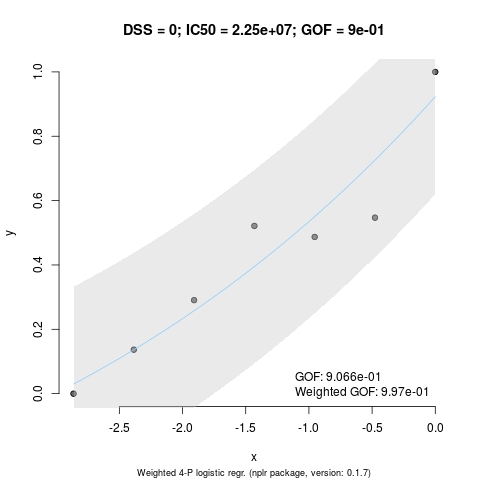 DSS = 0; IC50 = 2.25e+07; GOF = 9e-01
1.0
0.8
0.6
0.4
0.2
0.0
y
GOF: 9.066e-01
Weighted GOF: 9.97e-01
-2.5 -2.0 -1.5 -1.0 -0.5 0.0
x
Weighted 4-P logistic regr. (nplr package, version: 0.1.7)